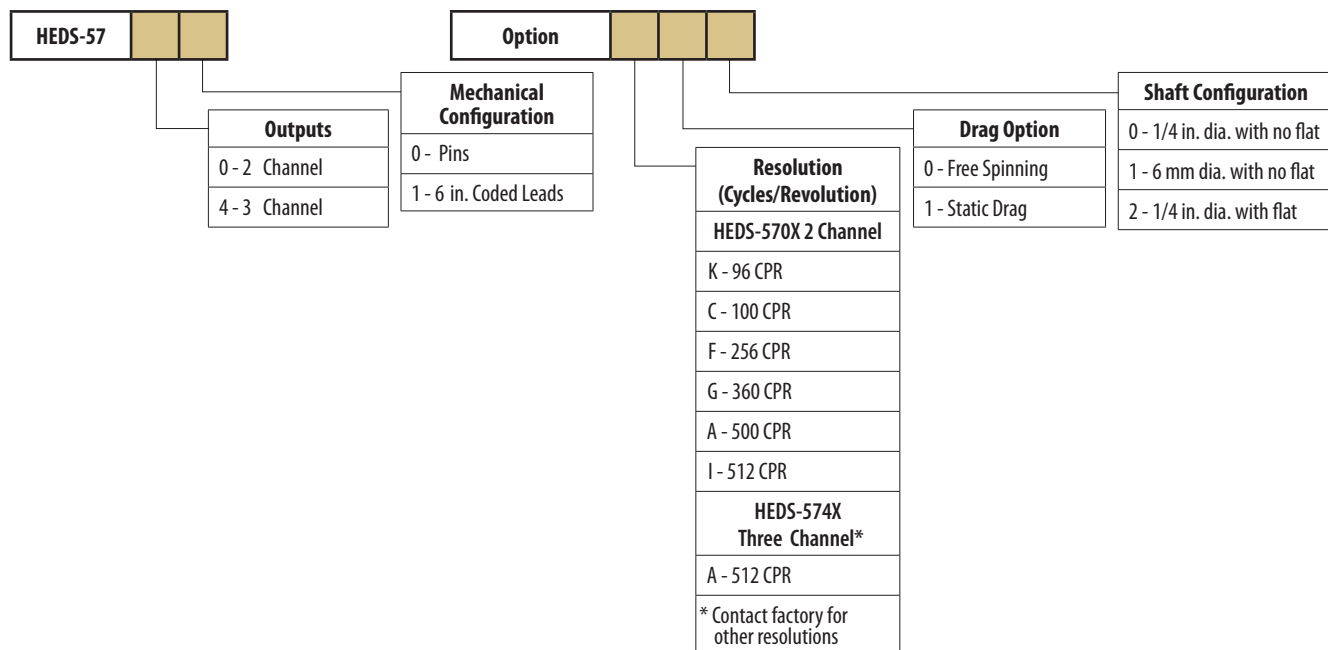 HEDS-57
Option
Mechanical
Configuration
0 - Pins
1 - 6 in. Coded Leads
Outputs
0 - 2 Channel
4 - 3 Channel
Resolution
(Cycles/Revolution)
HEDS-570X 2 Channel
K - 96 CPR
C - 100 CPR
F - 256 CPR
G - 360 CPR
A - 500 CPR
I - 512 CPR
HEDS-574X
Three Channel*
A - 512 CPR
* Contact factory for
other resolutions
Drag Option
0 - Free Spinning
1 - Static Drag
Shaft Configuration
0 - 1/4 in. dia. with no flat
1 - 6 mm dia. with no flat
2 - 1/4 in. dia. with flat